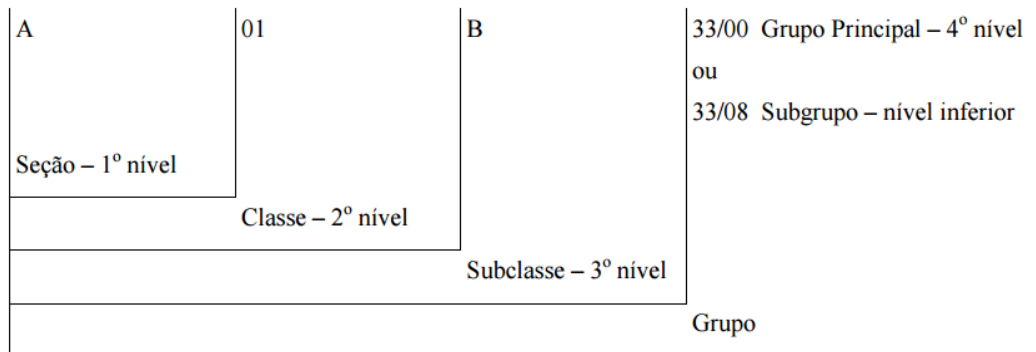 A 01 B 33/00 Grupo Principal – 4º nível
ou
33/08 Subgrupo – nível inferior
Seção – 1º nível
Classe – 2º nível
Subclasse – 3º nível
Grupo